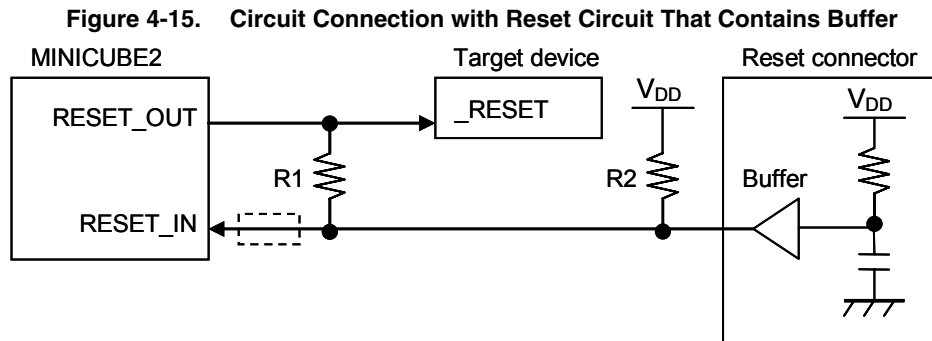 Figure 4-15. Circuit Connection with Reset Circuit That Contains Buffer
MINICUBE2
Target device
Reset connector
RESET_OUT
_RESET
VDD
VDD
R1
R2
Buffer
RESET_IN